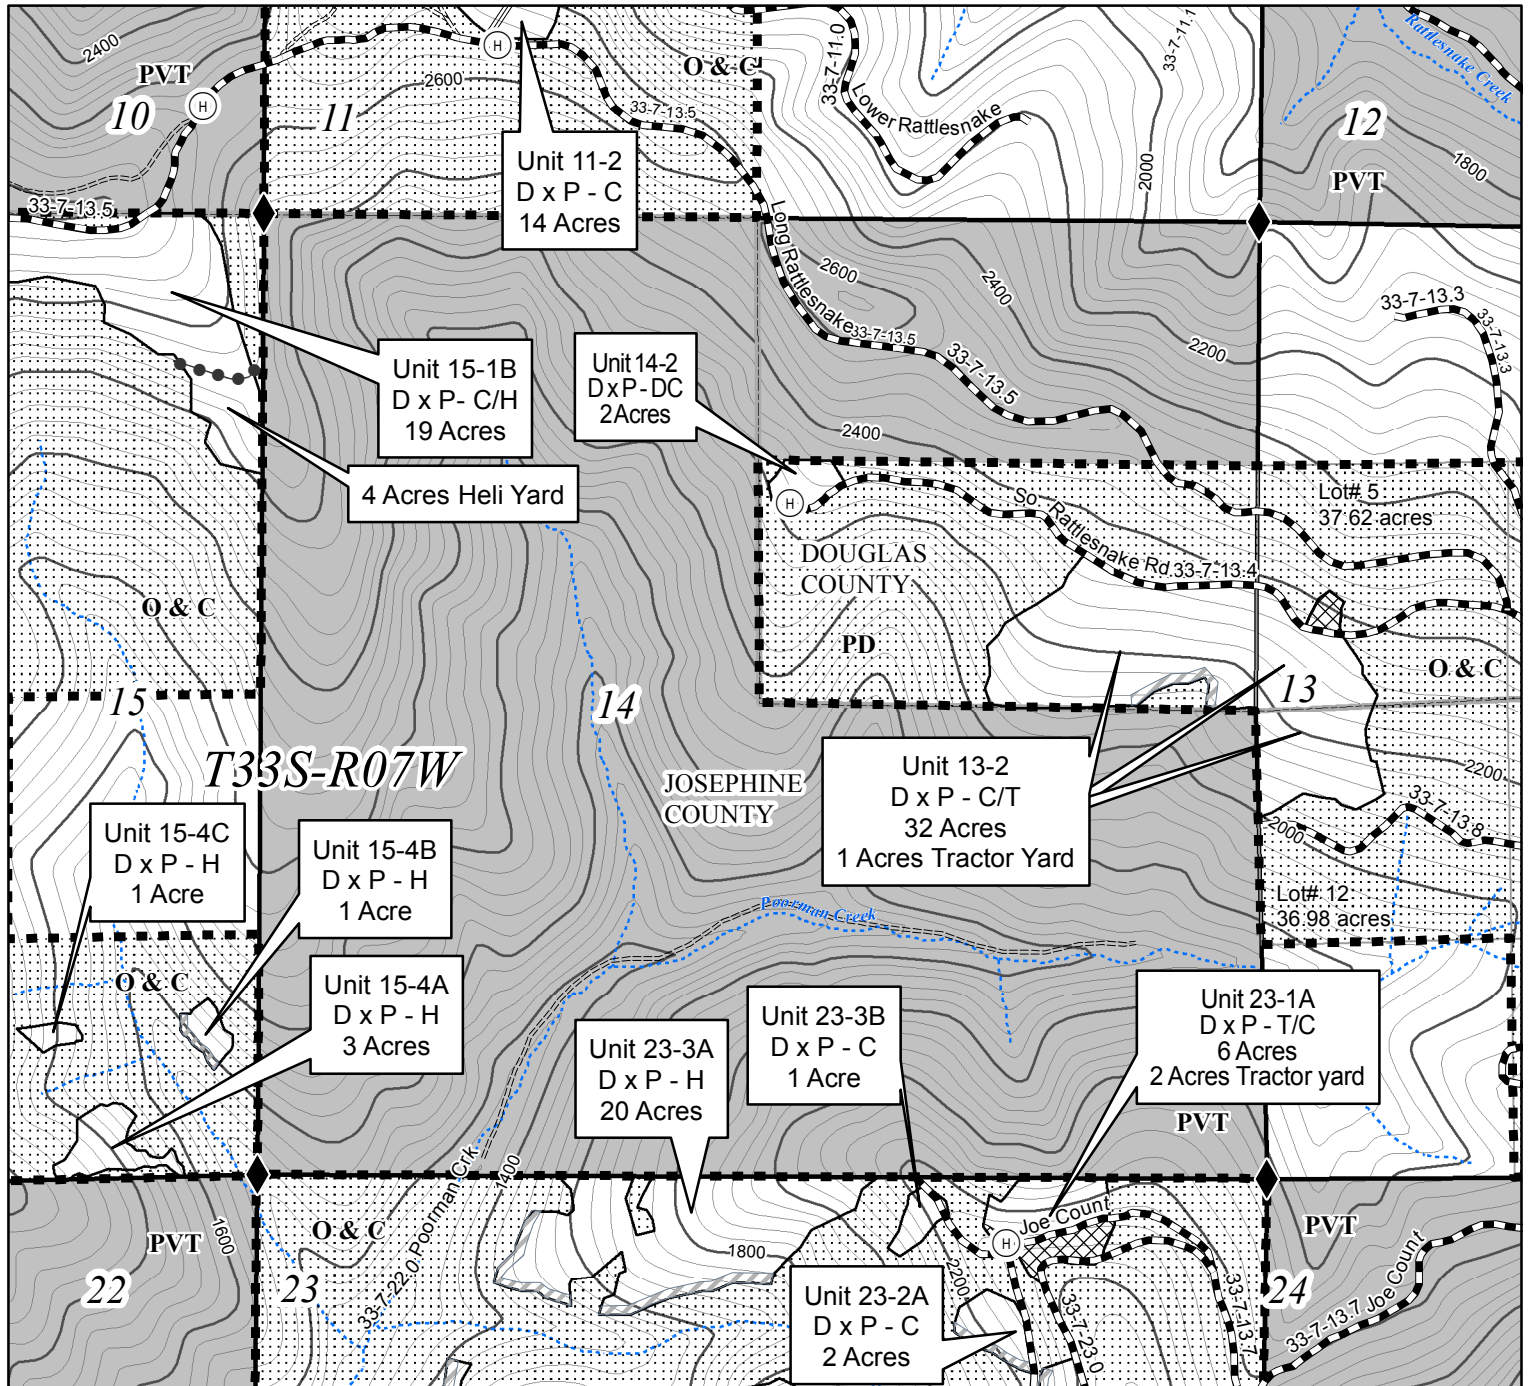 2400
PVT
10
H
11
2600
H
33-7-13.5
O & C
33-7-11.0
Lower Rattlesnake
33-7-11.1
2000
12
PVT
1800
Rattlesnake Creek
33-7-13.5
Unit 11-2
D x P - C
14 Acres
Long Rattlesnake
33-7-13.5
2600
2400
2200
33-7-13.5
2400
33-7-13.3
33-7-13.3
Unit 15-1B
D x P- C/H
19 Acres
Unit 14-2
D x P - DC
2 Acres
4 Acres Heli Yard
H
So. Rattlesnake Rd.
33-7-13.4
Lot# 5
37.62 acres
DOUGLAS
COUNTY
PD
O & C
O & C
15
14
13
T33S-R07W
JOSEPHINE
COUNTY
Unit 13-2
D x P - C/T
32 Acres
1 Acres Tractor Yard
2200
2000
33-7-13.8
Lot# 12
36.98 acres
Unit 15-4C
D x P - H
1 Acre
Unit 15-4B
D x P - H
1 Acre
Poorman Creek
O & C
Unit 15-4A
D x P - H
3 Acres
Unit 23-3A
D x P - H
20 Acres
Unit 23-3B
D x P - C
1 Acre
Unit 23-1A
D x P - T/C
6 Acres
2 Acres Tractor yard
PVT
1400
33-7-22.0 Poorman Crk
O & C
PVT
1600
22
23
1800
2200
H
Joe Count
PVT
24
33-7-13.7 Joe Count
33-7-13.7
33-7-23.0
Unit 23-2A
D x P - C
2 Acres